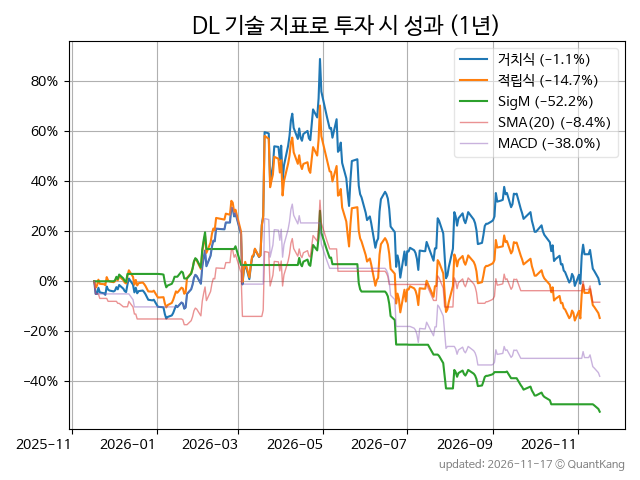 DL 기술 지표로 투자 시 성과 (1년)
거치식 (−1.1%)
적립식 (−14.7%)
SigM (−52.2%)
SMA(20) (−8.4%)
MACD (−38.0%)
80%
60%
40%
20%
0%
−20%
−40%
2025-11
2026-01
2026-03
2026-05
2026-07
2026-09
2026-11
updated: 2026-11-17 © QuantKang